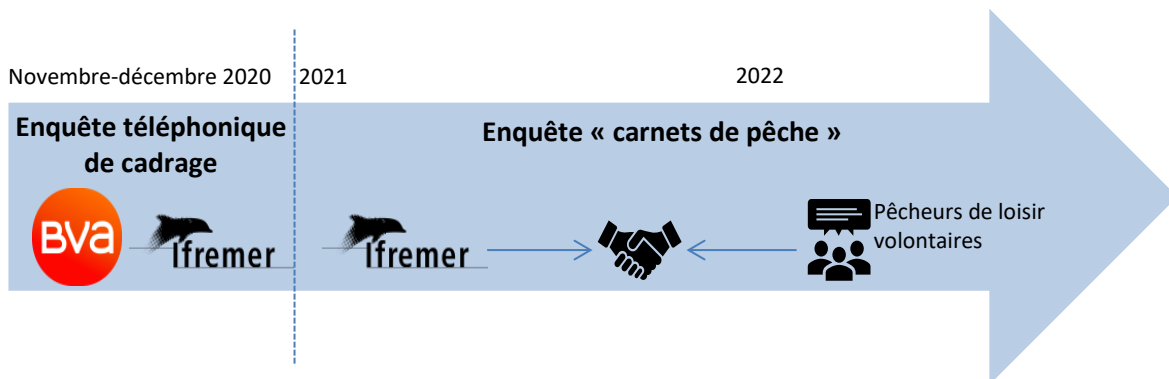 Novembre-décembre 2020
2021
2022
Enquête téléphonique
de cadrage
Enquête « carnets de pêche »
BVa
Ifremer
Ifremer
Pêcheurs de loisir
volontaires